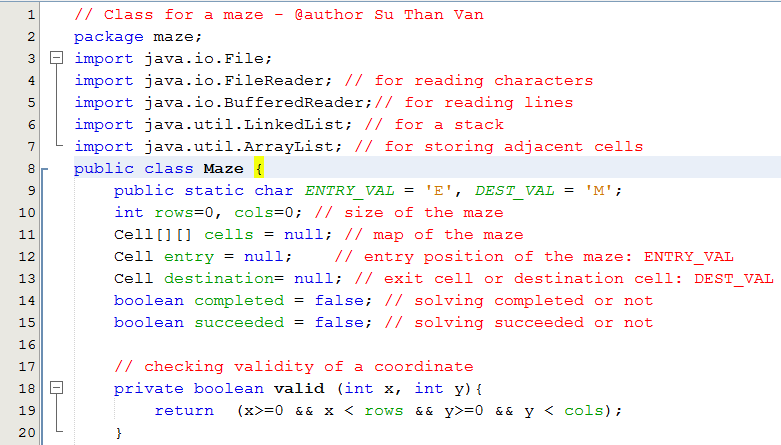 1 // Class for a maze - @author Su Than Van
2 package maze;
3 import java.io.File;
4 import java.io.FileReader; // for reading characters
5 import java.io.BufferedReader;// for reading lines
6 import java.util.LinkedList; // for a stack
7 import java.util.ArrayList; // for storing adjacent cells
8 public class Maze {
9     public static char ENTRY_VAL = 'E', DEST_VAL = 'M';
10     int rows=0, cols=0; // size of the maze
11     Cell[][] cells = null; // map of the maze
12     Cell entry = null;    // entry position of the maze: ENTRY_VAL
13     Cell destination= null; // exit cell or destination cell: DEST_VAL
14     boolean completed = false; // solving completed or not
15     boolean succeeded = false; // solving succeeded or not
16
17     // checking validity of a coordinate
18     private boolean valid (int x, int y){
19         return  (x>=0 && x < rows && y>=0 && y < cols);
20     }